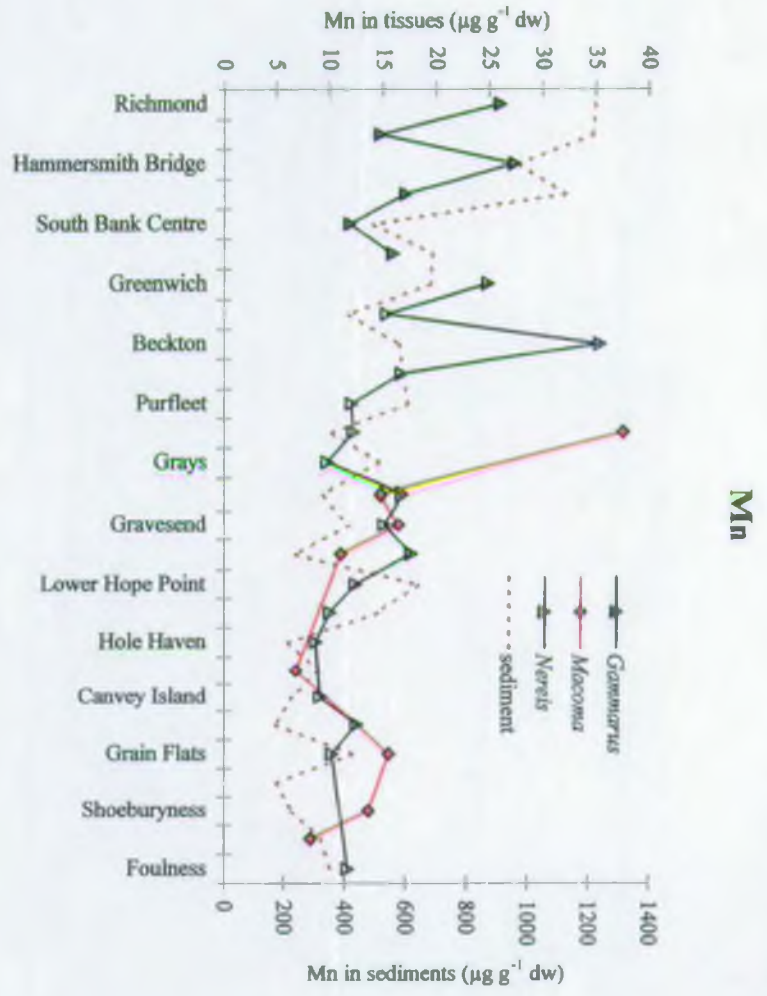 Mn
Mn in tissues (µg g⁻¹ dw)
0 5 10 15 20 25 30 35 40
Richmond
Hammersmith Bridge
South Bank Centre
Greenwich
Beckton
Purfleet
Grays
Gravesend
Lower Hope Point
Hole Haven
Canvey Island
Grain Flats
Shoeburyness
Foulness
Gammarus
Macoma
Nereis
sediment
0 200 400 600 800 1000 1200 1400
Mn in sediments (µg g⁻¹ dw)